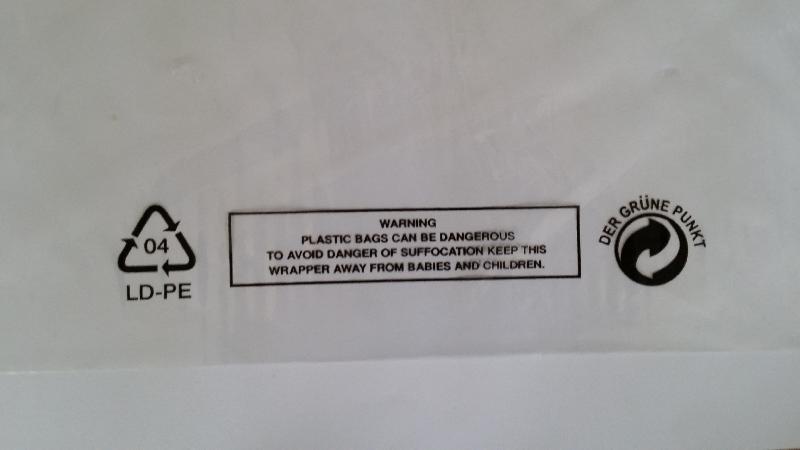 04
LD-PE
WARNING
PLASTIC BAGS CAN BE DANGEROUS
TO AVOID DANGER OF SUFFOCATION KEEP THIS
WRAPPER AWAY FROM BABIES AND CHILDREN.
DER GRÜNE PUNKT